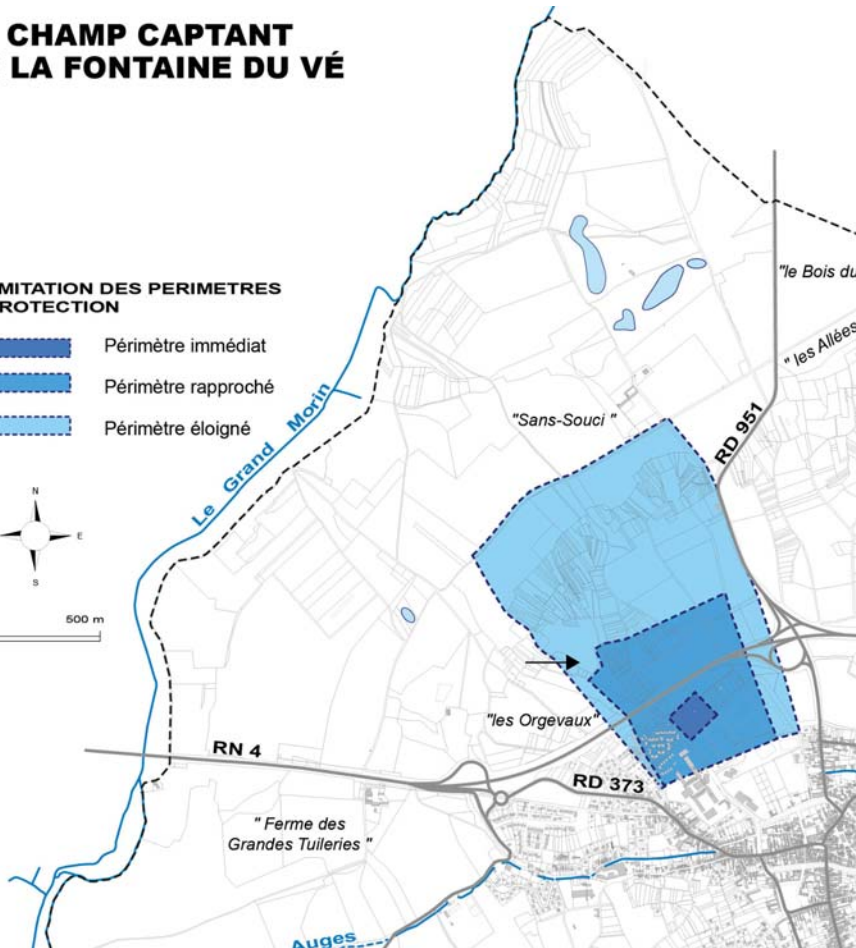 CHAMP CAPTANT
LA FONTAINE DU VÉ
"le Bois du
MITATION DES PERIMETRES
ROTECTION
Périmètre immédiat
" les Allées
Périmètre rapproché
Le Grand Morin
"Sans-Souci "
RD 951
Périmètre éloigné
N
E
S
500 m
"les Orgevaux"
RN 4
RD 373
" Ferme des
Grandes Tuileries "
Auges